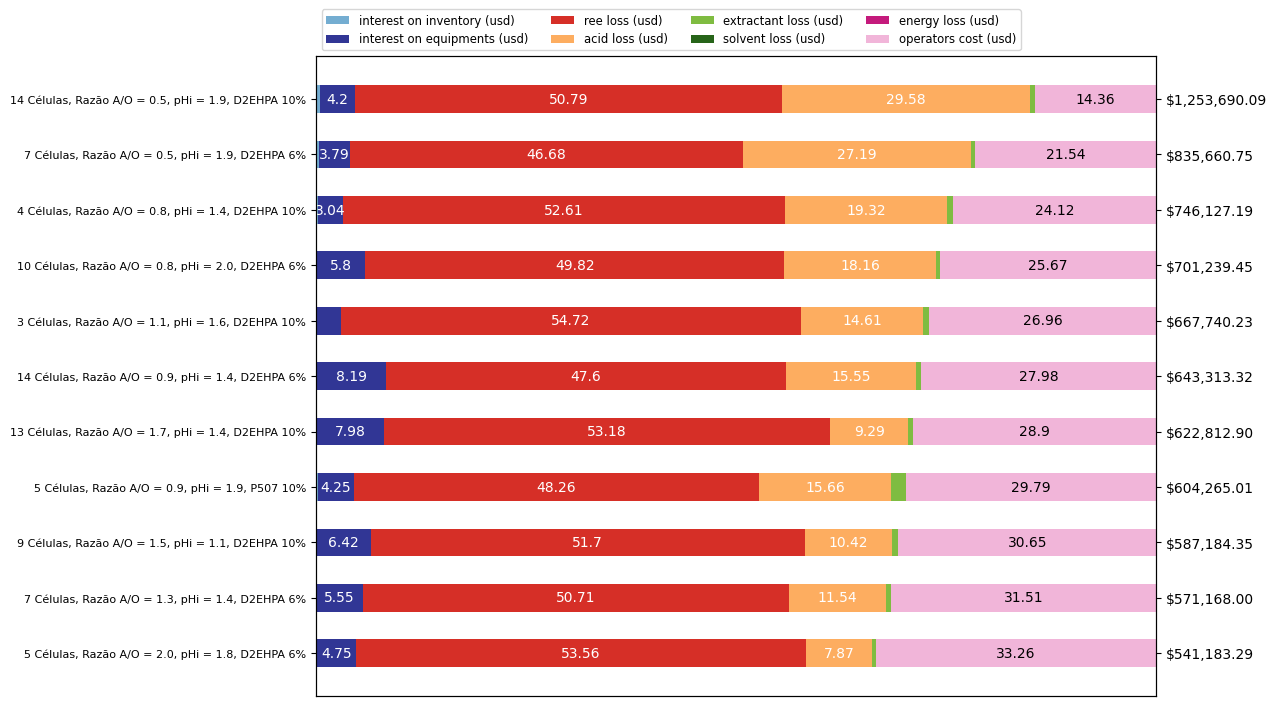 interest on inventory (usd) ree loss (usd) extractant loss (usd) energy loss (usd)
interest on equipments (usd) acid loss (usd) solvent loss (usd) operators cost (usd)
14 Células, Razão A/O = 0.5, pHi = 1.9, D2EHPA 10% 4.2 50.79 29.58 14.36 $1,253,690.09
7 Células, Razão A/O = 0.5, pHi = 1.9, D2EHPA 6% 3.79 46.68 27.19 21.54 $835,660.75
4 Células, Razão A/O = 0.8, pHi = 1.4, D2EHPA 10% 3.04 52.61 19.32 24.12 $746,127.19
10 Células, Razão A/O = 0.8, pHi = 2.0, D2EHPA 6% 5.8 49.82 18.16 25.67 $701,239.45
3 Células, Razão A/O = 1.1, pHi = 1.6, D2EHPA 10% 54.72 14.61 26.96 $667,740.23
14 Células, Razão A/O = 0.9, pHi = 1.4, D2EHPA 6% 8.19 47.6 15.55 27.98 $643,313.32
13 Células, Razão A/O = 1.7, pHi = 1.4, D2EHPA 10% 7.98 53.18 9.29 28.9 $622,812.90
5 Células, Razão A/O = 0.9, pHi = 1.9, P507 10% 4.25 48.26 15.66 29.79 $604,265.01
9 Células, Razão A/O = 1.5, pHi = 1.1, D2EHPA 10% 6.42 51.7 10.42 30.65 $587,184.35
7 Células, Razão A/O = 1.3, pHi = 1.4, D2EHPA 6% 5.55 50.71 11.54 31.51 $571,168.00
5 Células, Razão A/O = 2.0, pHi = 1.8, D2EHPA 6% 4.75 53.56 7.87 33.26 $541,183.29